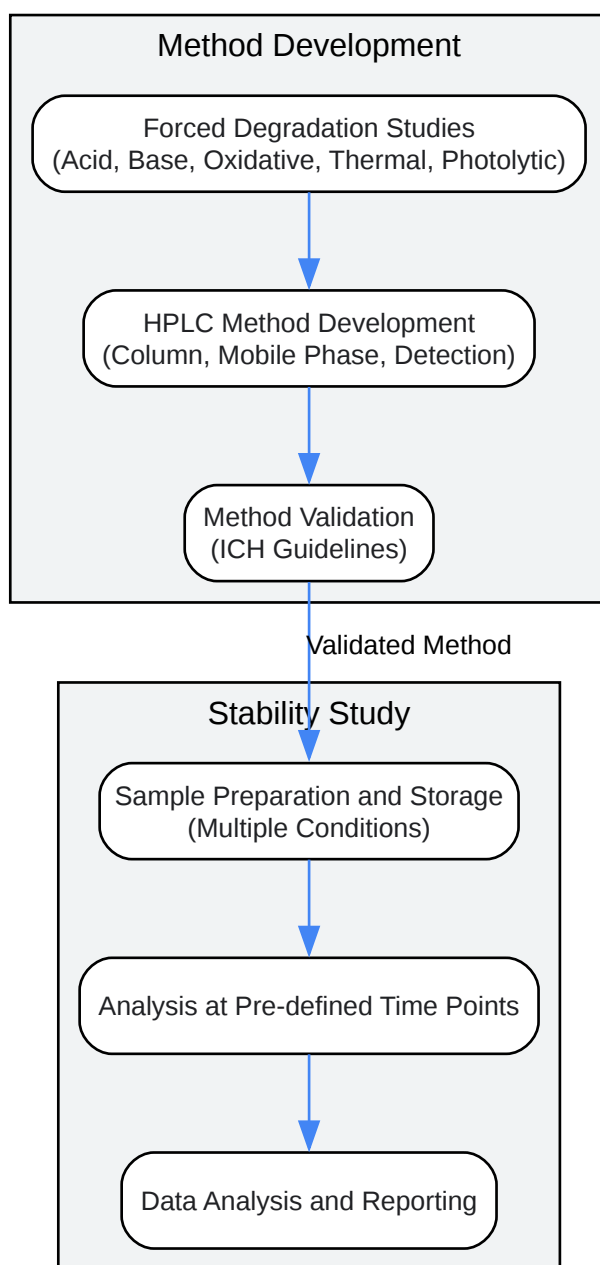 Method Development
Forced Degradation Studies
(Acid, Base, Oxidative, Thermal, Photolytic)
HPLC Method Development
(Column, Mobile Phase, Detection)
Method Validation
(ICH Guidelines)
Validated Method
Stability Study
Sample Preparation and Storage
(Multiple Conditions)
Analysis at Pre-defined Time Points
Data Analysis and Reporting